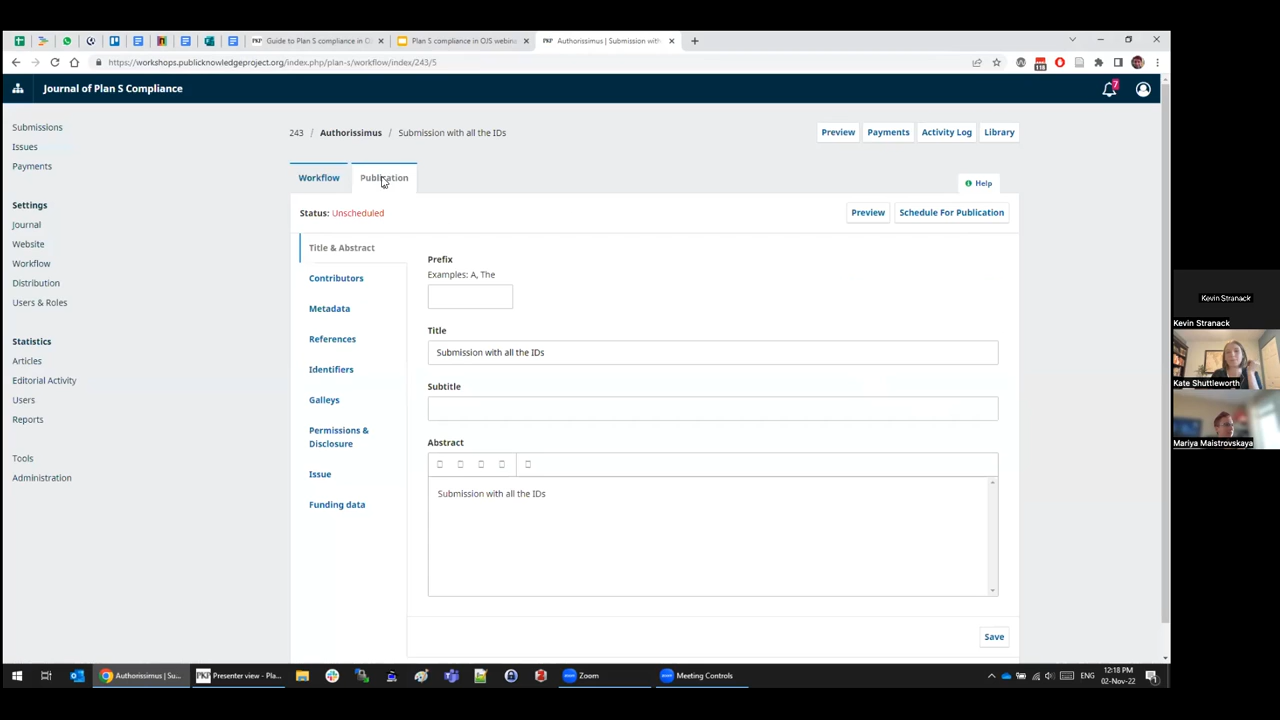 Guide to Plan S compliance in O
Plan S compliance in OJS webina
Authorissimus | Submission with
https://workshops.publicknowledgeproject.org/index.php/plan-s/workflow/index/243/5
118
Journal of Plan S Compliance
7
Submissions
Issues
Payments
Settings
Journal
Website
Workflow
Distribution
Users & Roles
Statistics
Articles
Editorial Activity
Users
Reports
Tools
Administration
243 / Authorissimus / Submission with all the IDs
Preview
Payments
Activity Log
Library
Workflow
Publication
Help
Status: Unscheduled
Preview
Schedule For Publication
Title & Abstract
Contributors
Metadata
References
Identifiers
Galleys
Permissions &
Disclosure
Issue
Funding data
Prefix
Examples: A, The
Title
Submission with all the IDs
Subtitle
Abstract
Submission with all the IDs
Save
Kevin Stranack
Kevin Stranack
Kate Shuttleworth
Mariya Maistrovskaya
Authorissimus | Su...
Presenter view - Pla...
Zoom
Meeting Controls
ENG
12:18 PM
02-Nov-22